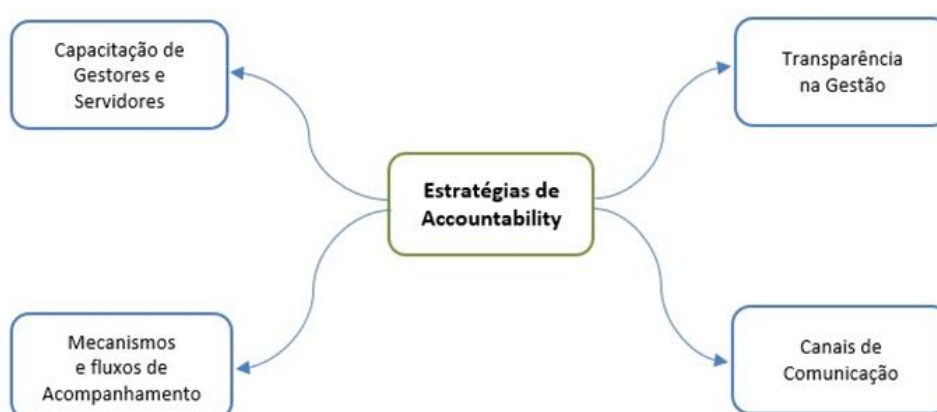 Capacitação de
Gestores e
Servidores
Transparência
na Gestão
Estratégias de
Accountability
Mecanismos
e fluxos de
Acompanhamento
Canais de
Comunicação